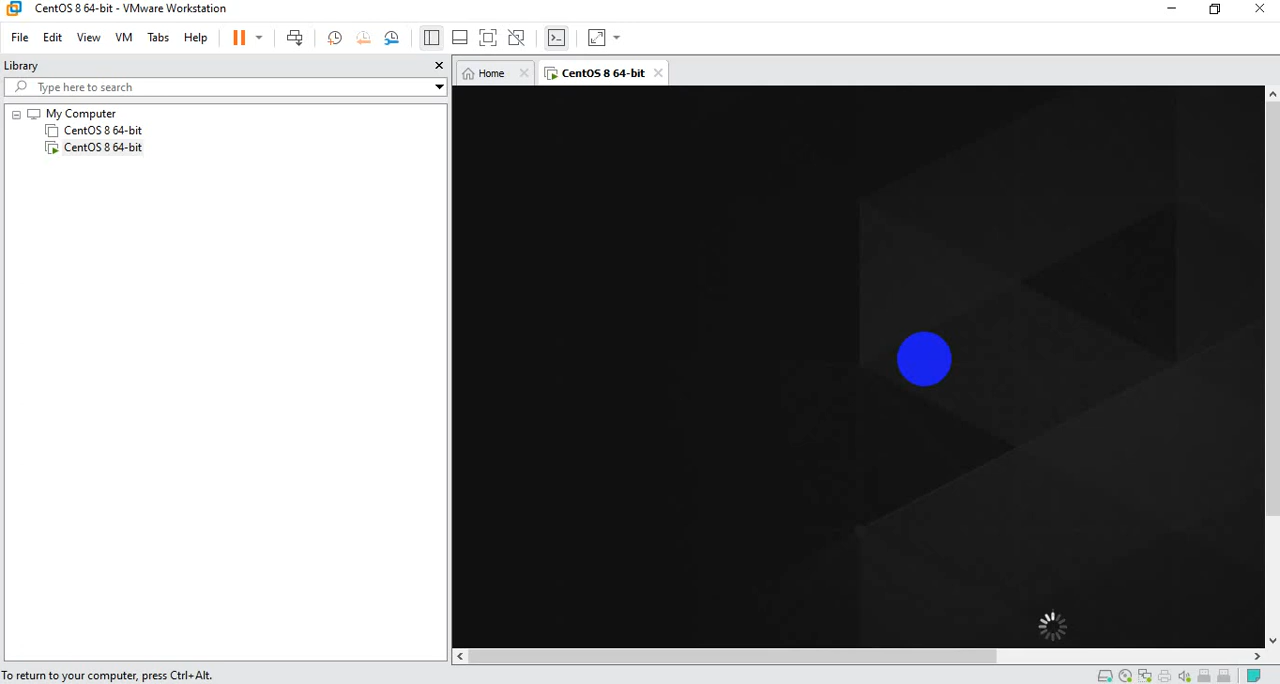 CentOS 8 64-bit - VMware Workstation
File Edit View VM Tabs Help
Library
Type here to search
Home
CentOS 8 64-bit
My Computer
CentOS 8 64-bit
CentOS 8 64-bit
To return to your computer, press Ctrl+Alt.